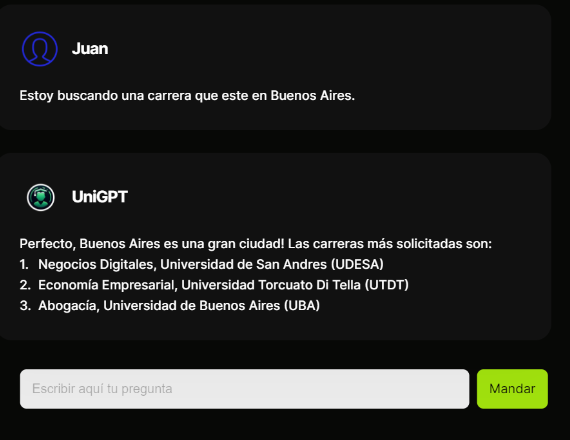 Juan
Estoy buscando una carrera que este en Buenos Aires.
UniGPT
Perfecto, Buenos Aires es una gran ciudad! Las carreras más solicitadas son:
1. Negocios Digitales, Universidad de San Andres (UDESA)
2. Economía Empresarial, Universidad Torcuato Di Tella (UTDT)
3. Abogacía, Universidad de Buenos Aires (UBA)
Escribir aquí tu pregunta
Mandar